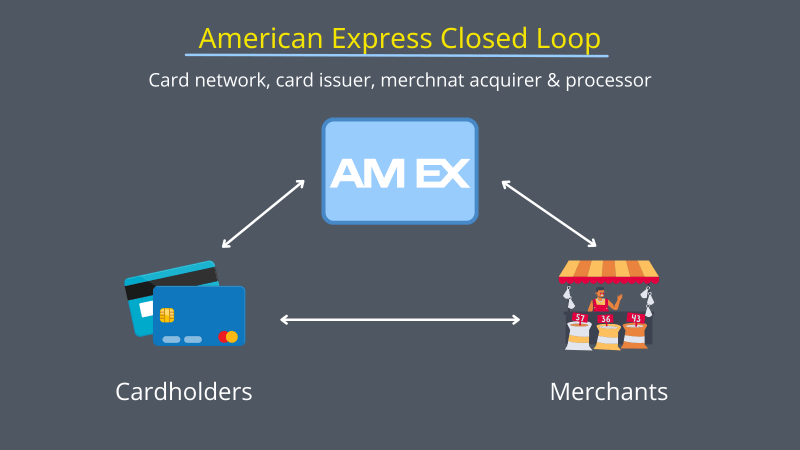 American Express Closed Loop
Card network, card issuer, merchnat acquirer & processor
AM EX
57 36 43
Cardholders
Merchants